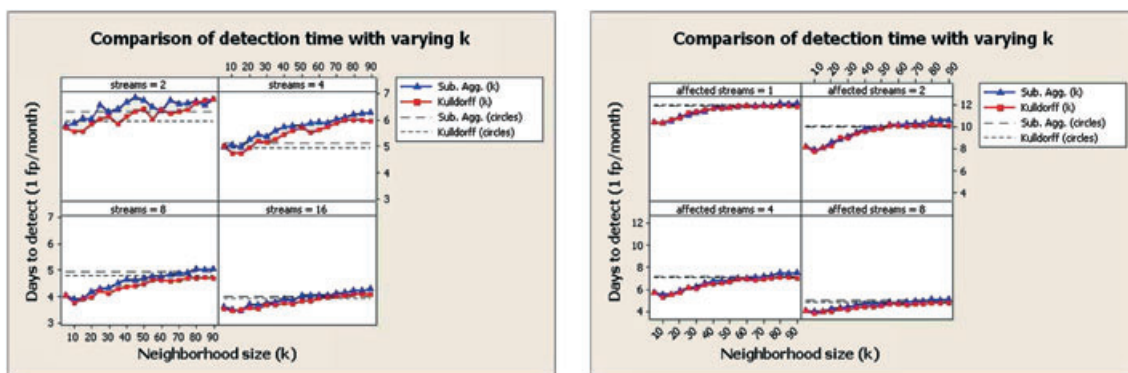 Comparison of detection time with varying k
10 20 30 40 50 60 70 80 90
streams = 2
streams = 4
7
6
5
4
3
Sub. Agg. (k)
Kulldorff (k)
Sub. Agg. (circles)
Kulldorff (circles)
Days to detect (1 fp/month)
streams = 8
streams = 16
7
6
5
4
3
10 20 30 40 50 60 70 80 90
Neighborhood size (k)
Comparison of detection time with varying k
10 20 30 40 50 60 70 80 90
affected streams = 1
affected streams = 2
12
10
8
6
4
Sub. Agg. (k)
Kulldorff (k)
Sub. Agg. (circles)
Kulldorff (circles)
Days to detect (1 fp/month)
affected streams = 4
affected streams = 8
12
10
8
6
4
10 20 30 40 50 60 70 80 90
Neighborhood size (k)